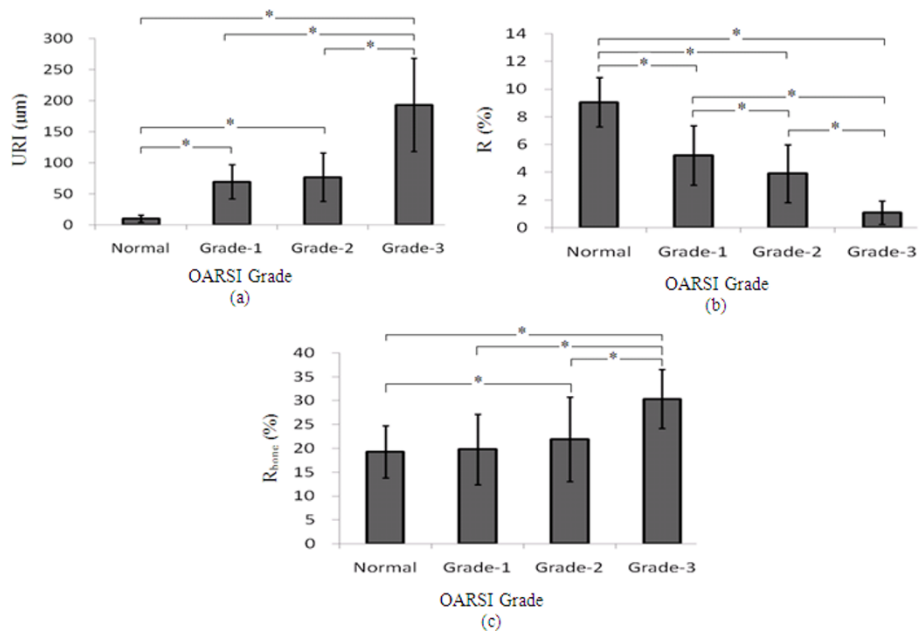 * * *
* *
300
250
200
150
100
50
0
URI (µm)
Normal Grade-1 Grade-2 Grade-3
OARSI Grade
(a)
* * *
* * *
14
12
10
8
6
4
2
0
R (%)
Normal Grade-1 Grade-2 Grade-3
OARSI Grade
(b)
* * *
*
40
35
30
25
20
15
10
5
0
Rbone (%)
Normal Grade-1 Grade-2 Grade-3
OARSI Grade
(c)